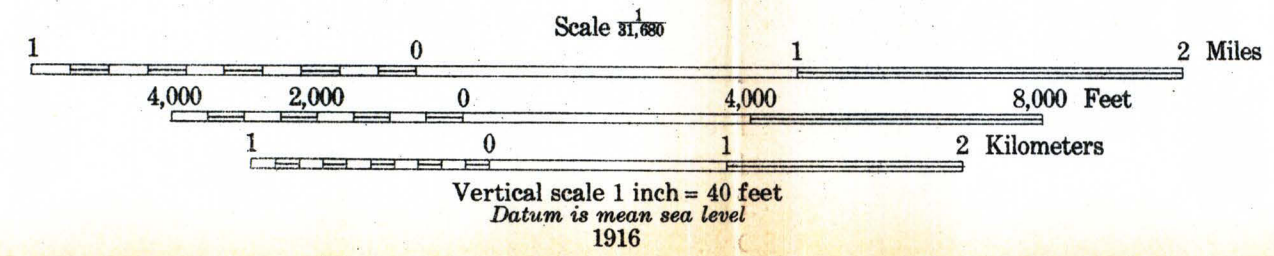 Scale 1/31,680
1 0 1 2 Miles
4,000 2,000 0 4,000 8,000 Feet
1 0 1 2 Kilometers
Vertical scale 1 inch = 40 feet
Datum is mean sea level
1916